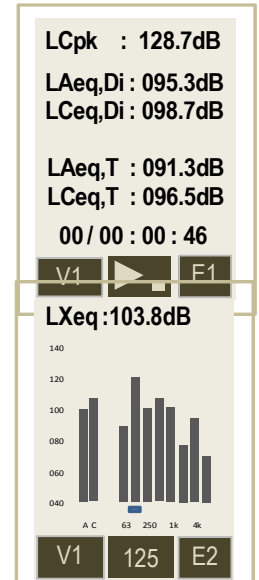 LCpk : 128.7dB
LAeq,Di : 095.3dB
LCeq,Di : 098.7dB
LAeq,T : 091.3dB
LCeq,T : 096.5dB
00 / 00 : 00 : 46
V1 E1
LXeq :103.8dB
140
120
100
080
060
040
A C 63 250 1k 4k
V1 125 E2